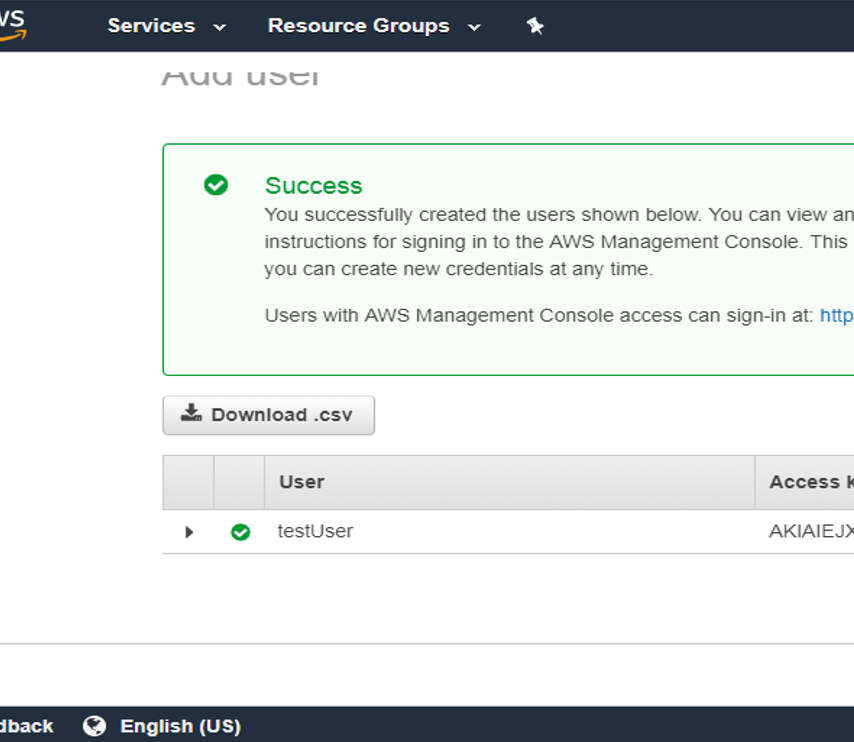 Services
Resource Groups
Add user
Success
You successfully created the users shown below. You can view an
instructions for signing in to the AWS Management Console. This
you can create new credentials at any time.
Users with AWS Management Console access can sign-in at: http
Download .csv
User
Access
testUser
AKIAIEJX
dback
English (US)